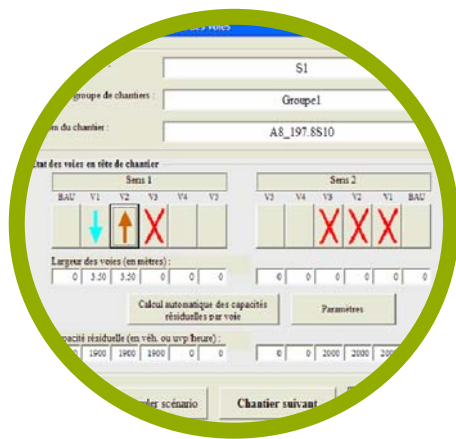 des voies
S1
groupe de chantiers : Groupe1
du chantier : A8_197.8S10
des voies en tête de chantier
Sens 1 Sens 2
BAU V1 V2 V3 V4 V5 V5 V4 V3 V2 V1 BAU
Largeur des voies (en mètres) :
0 3.50 3.50 0 0 0 0 0 0 0 0 0
Calcul automatique des capacités
résiduelles par voie
Paramètres
résiduelle (en véh. ou uvp/heure) :
1900 1900 1900 0 0 0 0 2000 2000
scénario Chantier suivant